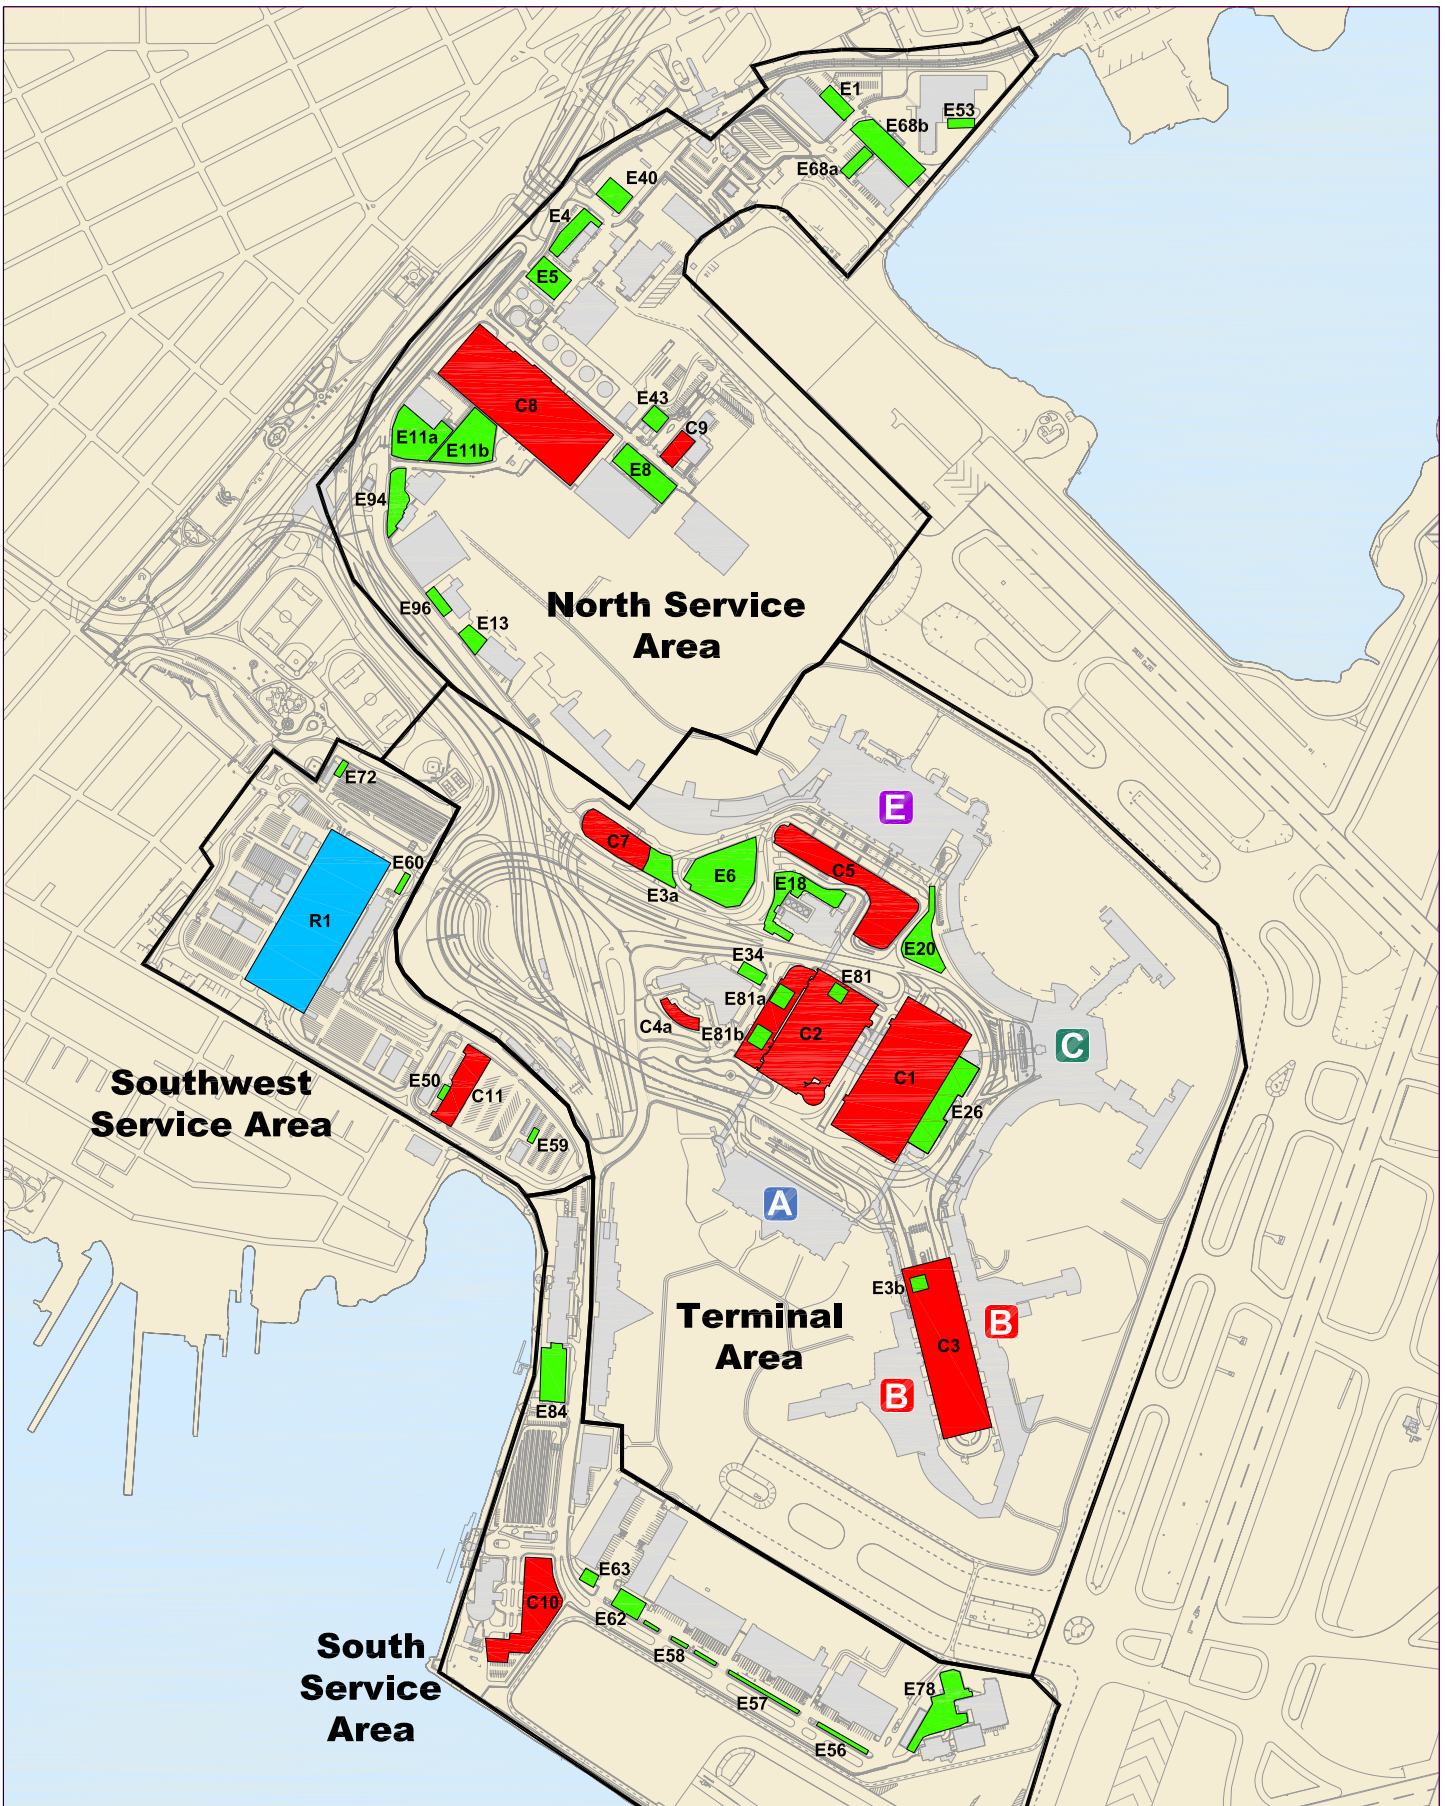 E1
E53
E68b
E68a
E40
E4
E5
C8
E43
C9
E11a
E11b
E8
E94
E96
E13
North Service
Area
E72
E60
R1
E
C7
C5
E6
E18
E3a
E20
E34
E81
E81a
C4a
E81b
C2
C
C1
E26
Southwest
Service Area
E50
C11
E59
A
E3b
Terminal
Area
B
C3
B
E84
E63
C10
E62
E58
South
Service
Area
E78
E57
E56